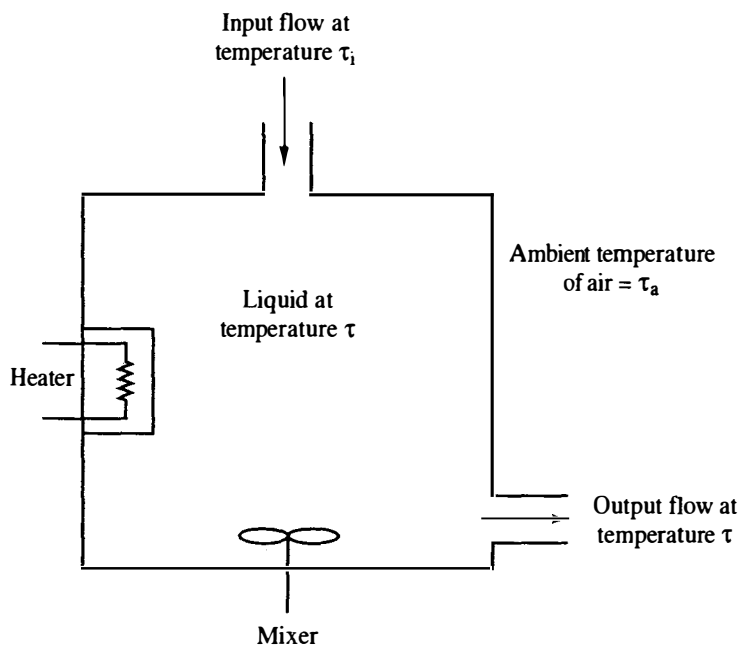 Input flow at
temperature τᵢ
Ambient temperature
of air = τₐ
Liquid at
temperature τ
Heater
Output flow at
temperature τ
Mixer